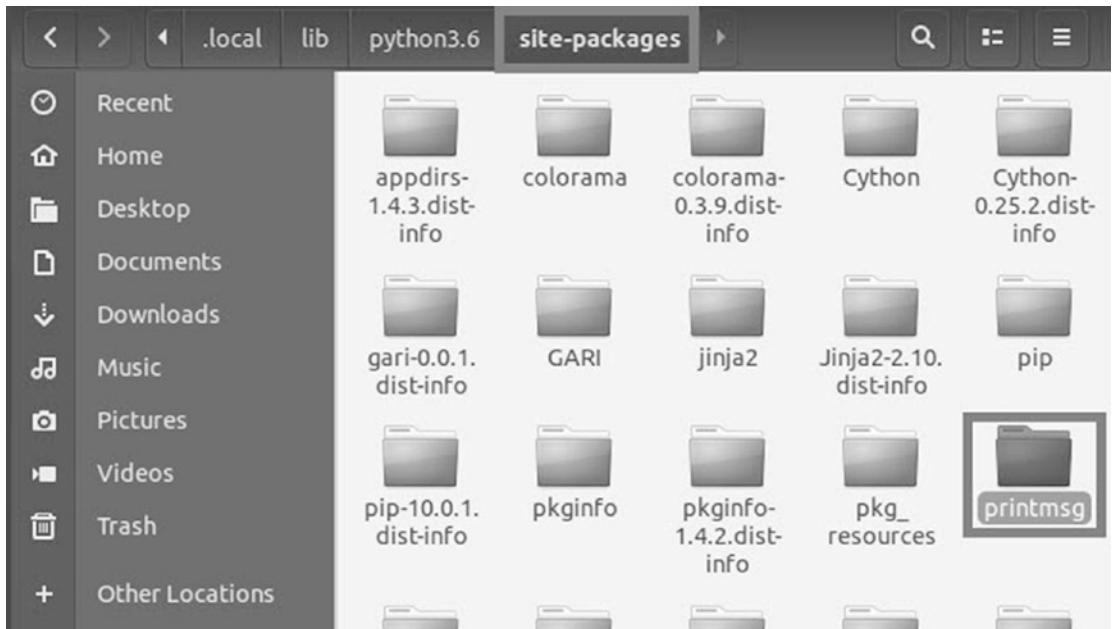 .local lib python3.6 site-packages
Recent
Home
Desktop
Documents
Downloads
Music
Pictures
Videos
Trash
Other Locations
appdirs- colorama colorama- Cython Cython-
1.4.3.dist- 0.3.9.dist- 0.25.2.dist-
info info info
gari-0.0.1. GARI jinja2 Jinja2-2.10. pip
dist-info dist-info
pip-10.0.1. pkginfo pkginfo- pkg_ printmsg
dist-info 1.4.2.dist- resources
info